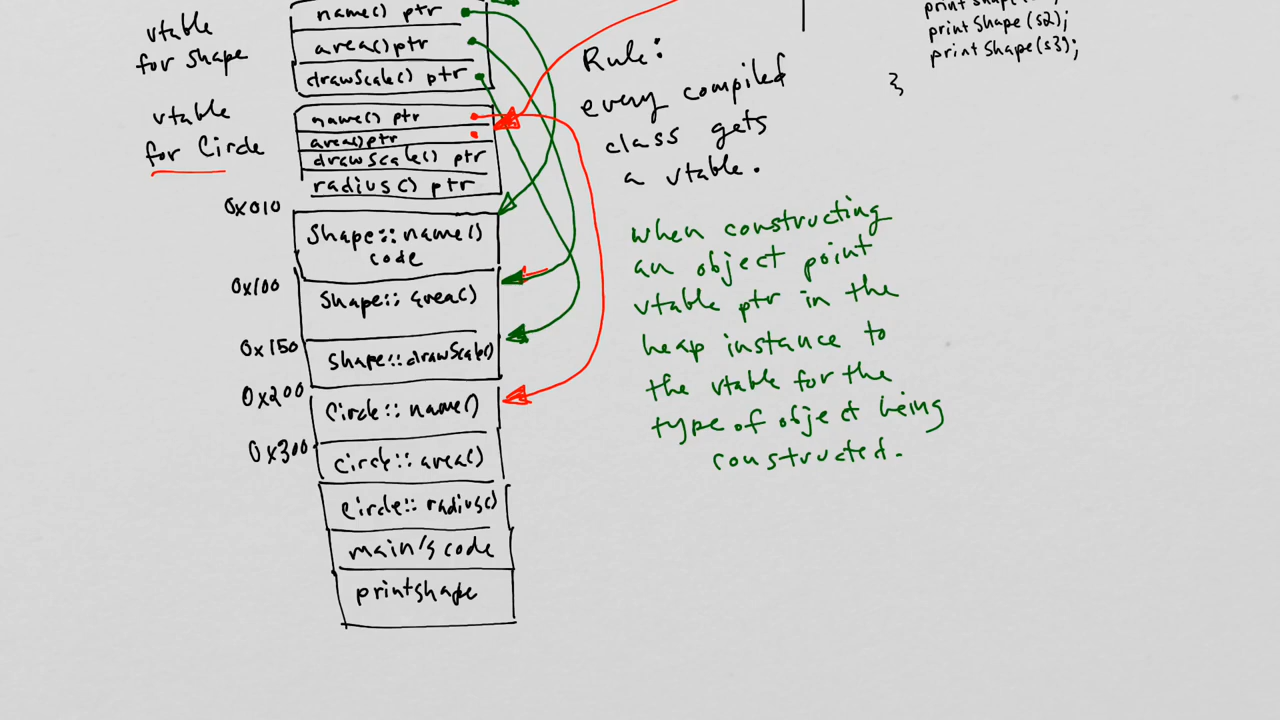 vtable
for Shape
name() ptr
area() ptr
drawScale() ptr
vtable
for Circle
name() ptr
area() ptr
drawScale() ptr
radius() ptr
0x010
Shape::name()
code
0x100
Shape::area()
0x150
Shape::drawScale()
0x200
Circle::name()
0x300
Circle::area()
Circle::radius()
main's code
printshape
Rule:
every compiled
class gets
a vtable.
when constructing
an object point
vtable ptr in the
heap instance to
the vtable for the
type of object being
constructed.
printShape(s2);
printShape(s3);
}